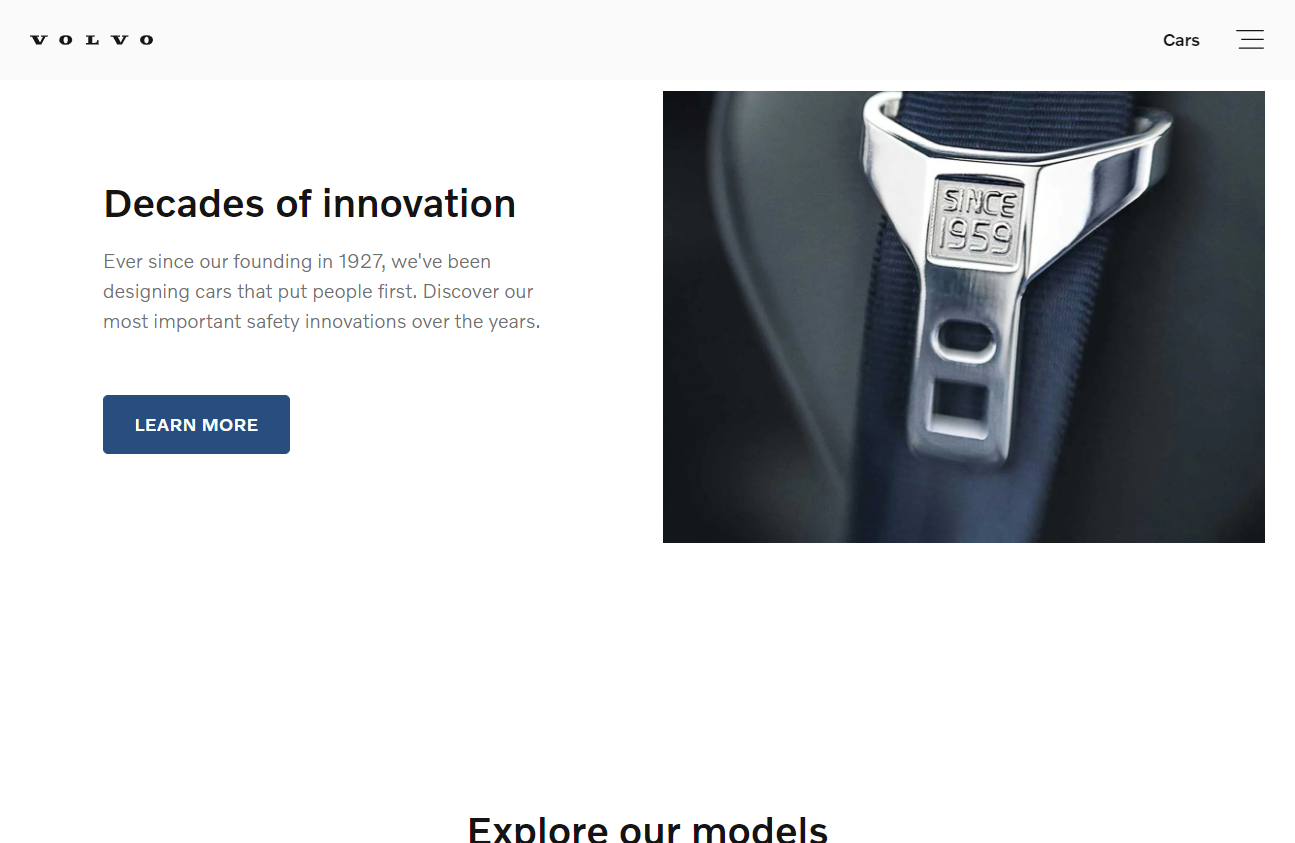 VOLVO
Cars
Decades of innovation
Ever since our founding in 1927, we've been
designing cars that put people first. Discover our
most important safety innovations over the years.
LEARN MORE
SINCE
1959
Explore our models